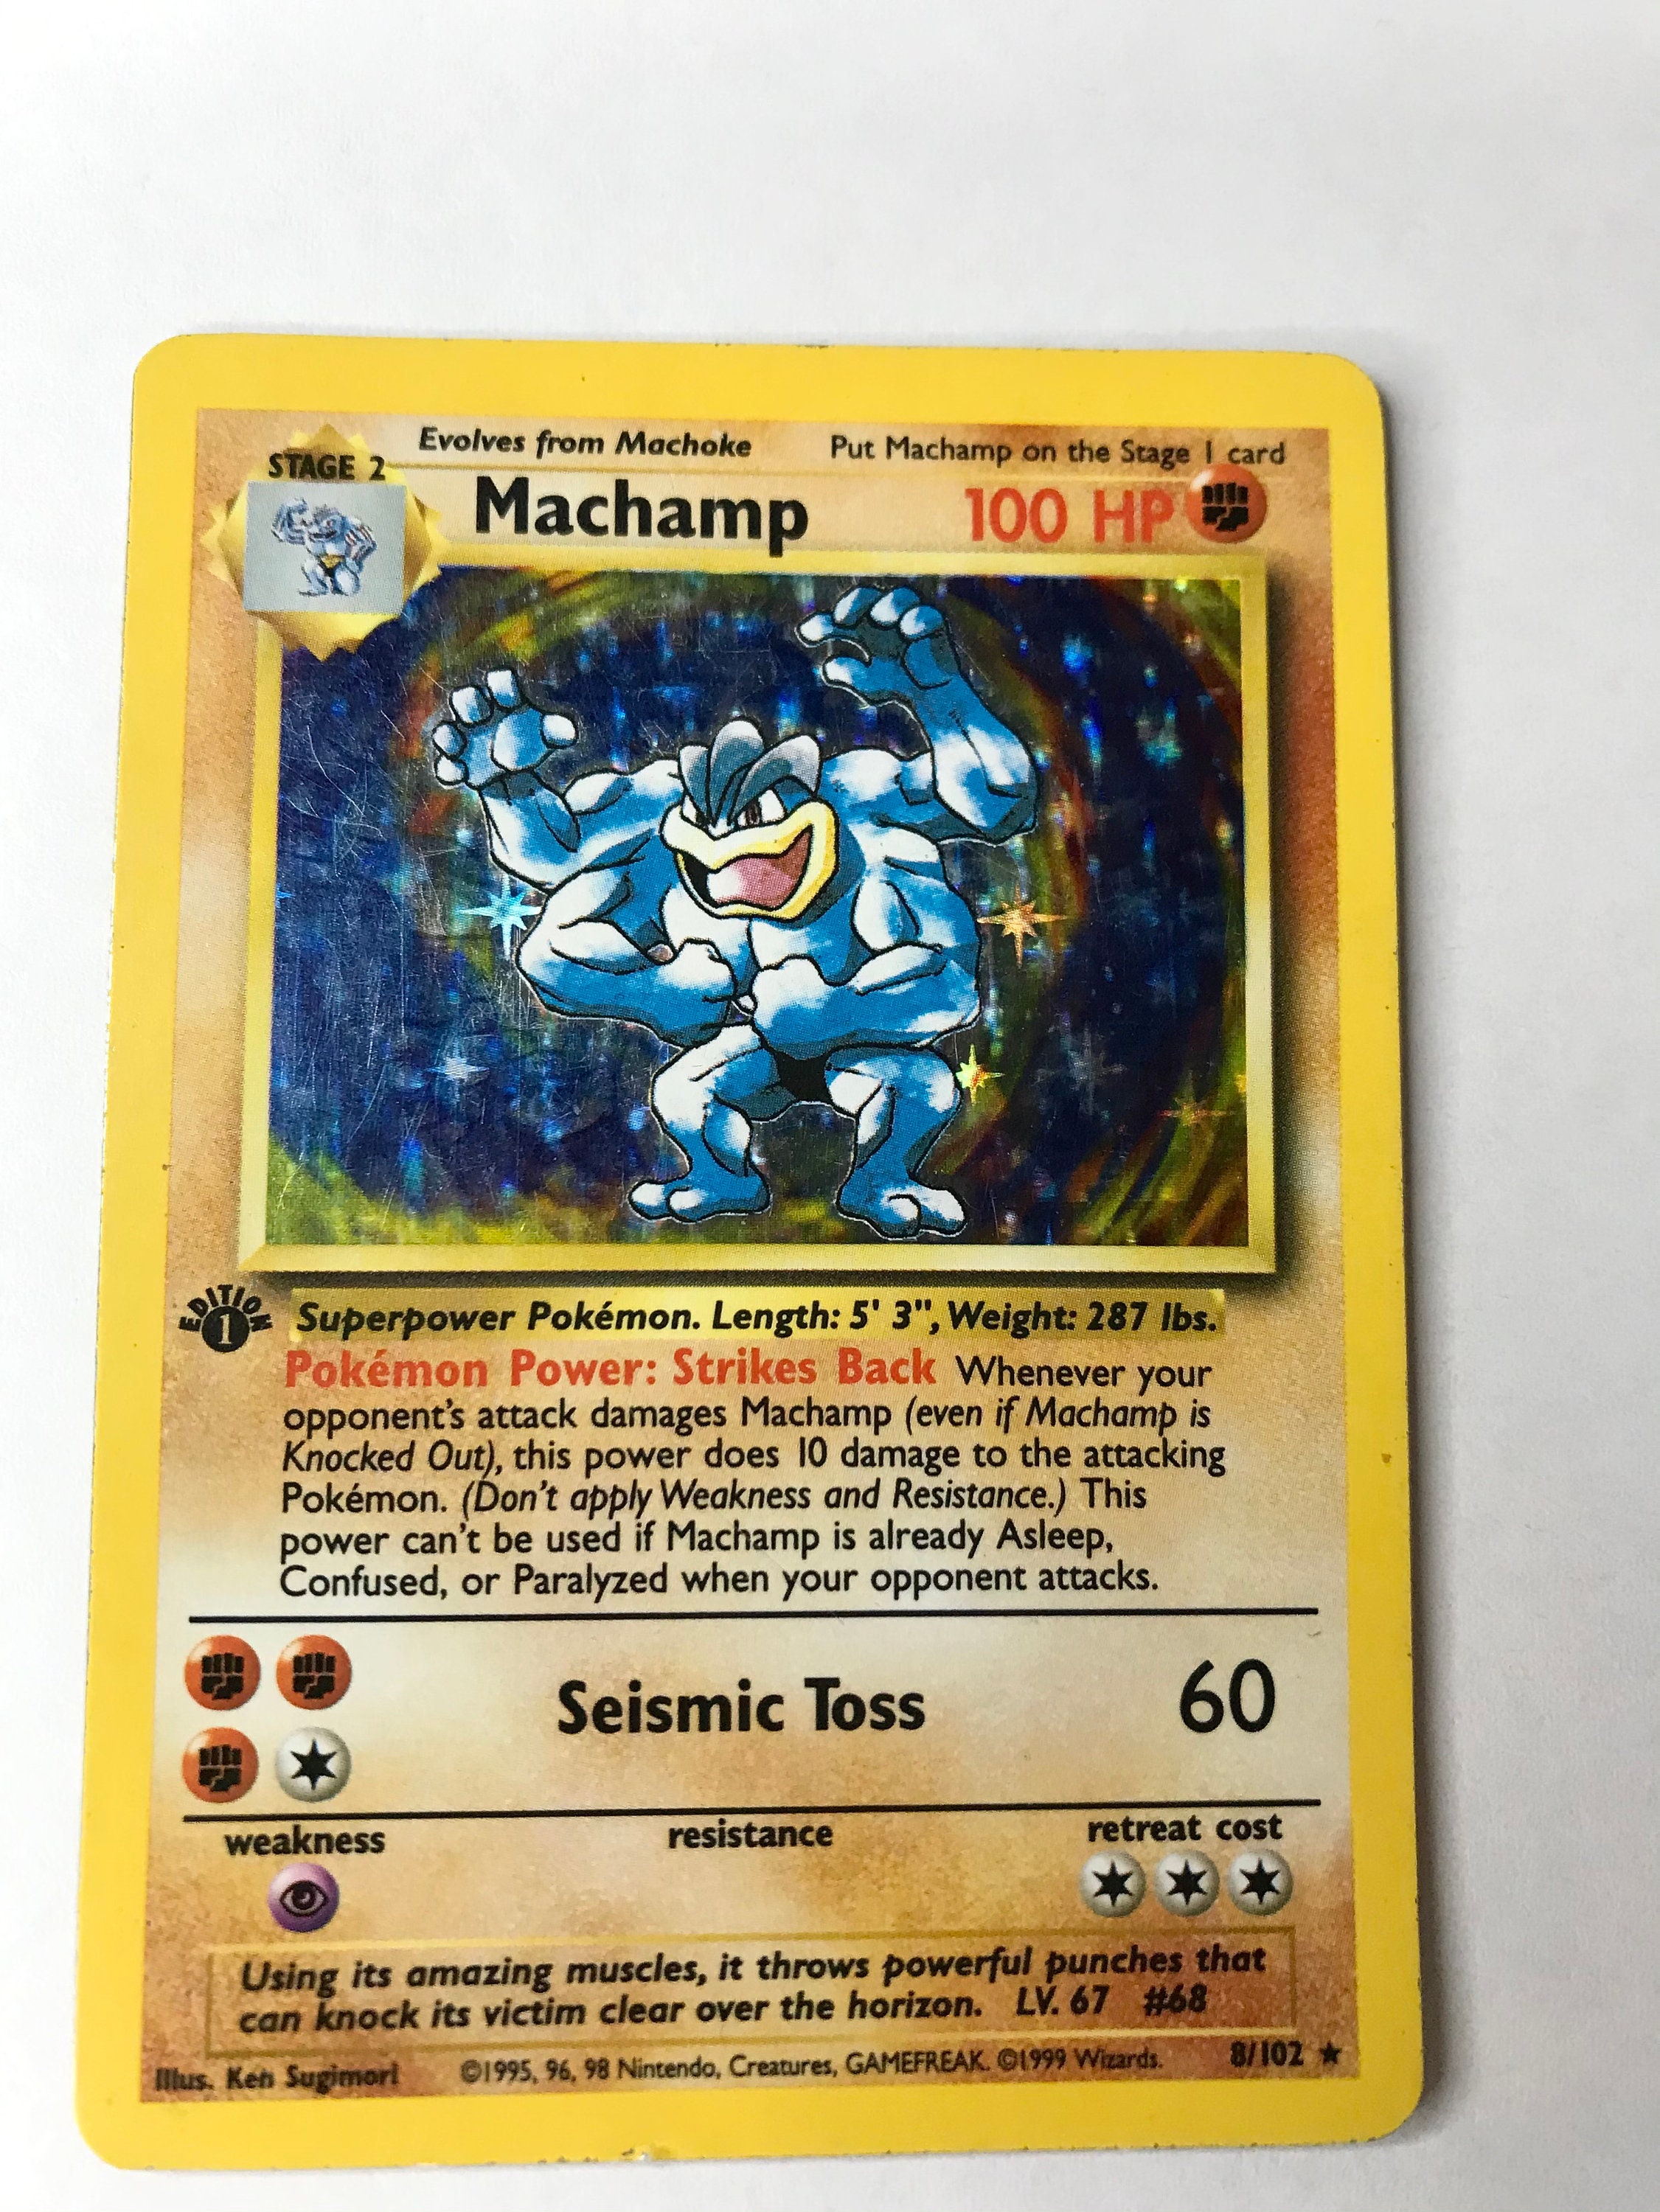 Evolves from Machoke Put Machamp on the Stage 1 card
STAGE 2
Machamp 100 HP
EDITION
1
Superpower Pokémon. Length: 5' 3", Weight: 287 lbs.
Pokémon Power: Strikes Back Whenever your
opponent's attack damages Machamp (even if Machamp is
Knocked Out), this power does 10 damage to the attacking
Pokémon. (Don't apply Weakness and Resistance.) This
power can't be used if Machamp is already Asleep,
Confused, or Paralyzed when your opponent attacks.
Seismic Toss 60
weakness resistance retreat cost
Using its amazing muscles, it throws powerful punches that
can knock its victim clear over the horizon. LV. 67 #68
Illus. Ken Sugimori ©1995, 96, 98 Nintendo, Creatures, GAMEFREAK. ©1999 Wizards. 8/102 ★